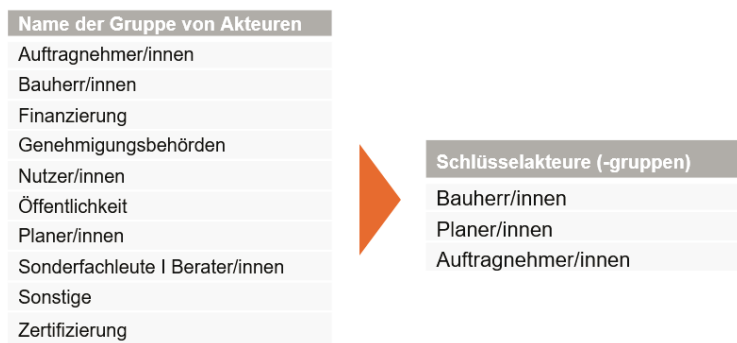 Name der Gruppe von Akteuren
Auftragnehmer/innen
Bauherr/innen
Finanzierung
Genehmigungsbehörden
Nutzer/innen
Öffentlichkeit
Planer/innen
Sonderfachleute I Berater/innen
Sonstige
Zertifizierung
Schlüsselakteure (-gruppen)
Bauherr/innen
Planer/innen
Auftragnehmer/innen